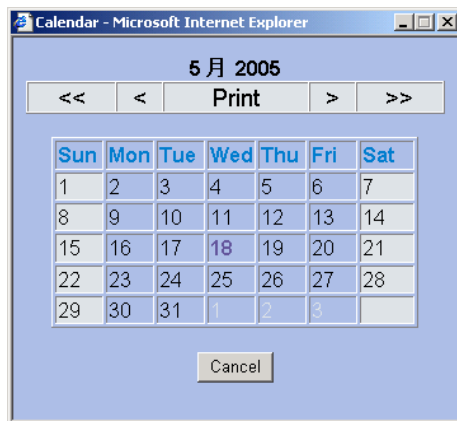 Calendar - Microsoft Internet Explorer
5 月 2005
<< < Print > >>
Sun Mon Tue Wed Thu Fri Sat
1 2 3 4 5 6 7
8 9 10 11 12 13 14
15 16 17 18 19 20 21
22 23 24 25 26 27 28
29 30 31 1 2 3
Cancel